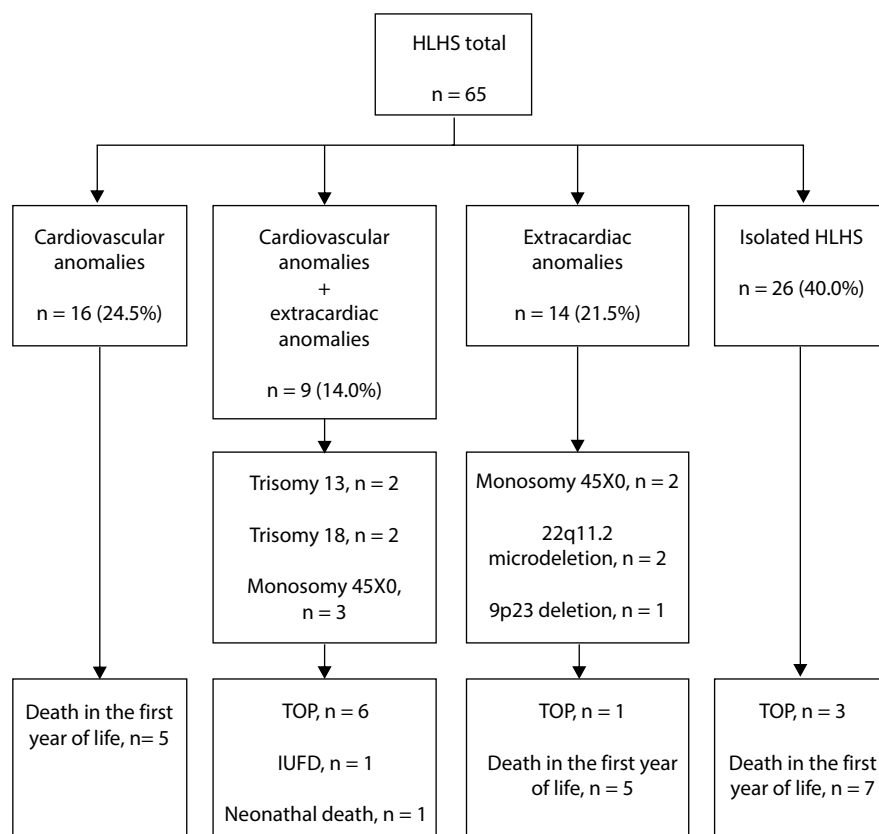 HLHS total
n = 65
Cardiovascular
anomalies
n = 16 (24.5%)
Cardiovascular
anomalies
+
extracardiac
anomalies
n = 9 (14.0%)
Extracardiac
anomalies
n = 14 (21.5%)
Isolated HLHS
n = 26 (40.0%)
Trisomy 13, n = 2
Trisomy 18, n = 2
Monosomy 45X0,
n = 3
Monosomy 45X0, n = 2
22q11.2
microdeletion, n = 2
9p23 deletion, n = 1
Death in the first
year of life, n= 5
TOP, n = 6
IUFD, n = 1
Neonathal death, n = 1
TOP, n = 1
Death in the first year
of life, n = 5
TOP, n = 3
Death in the first
year of life, n = 7